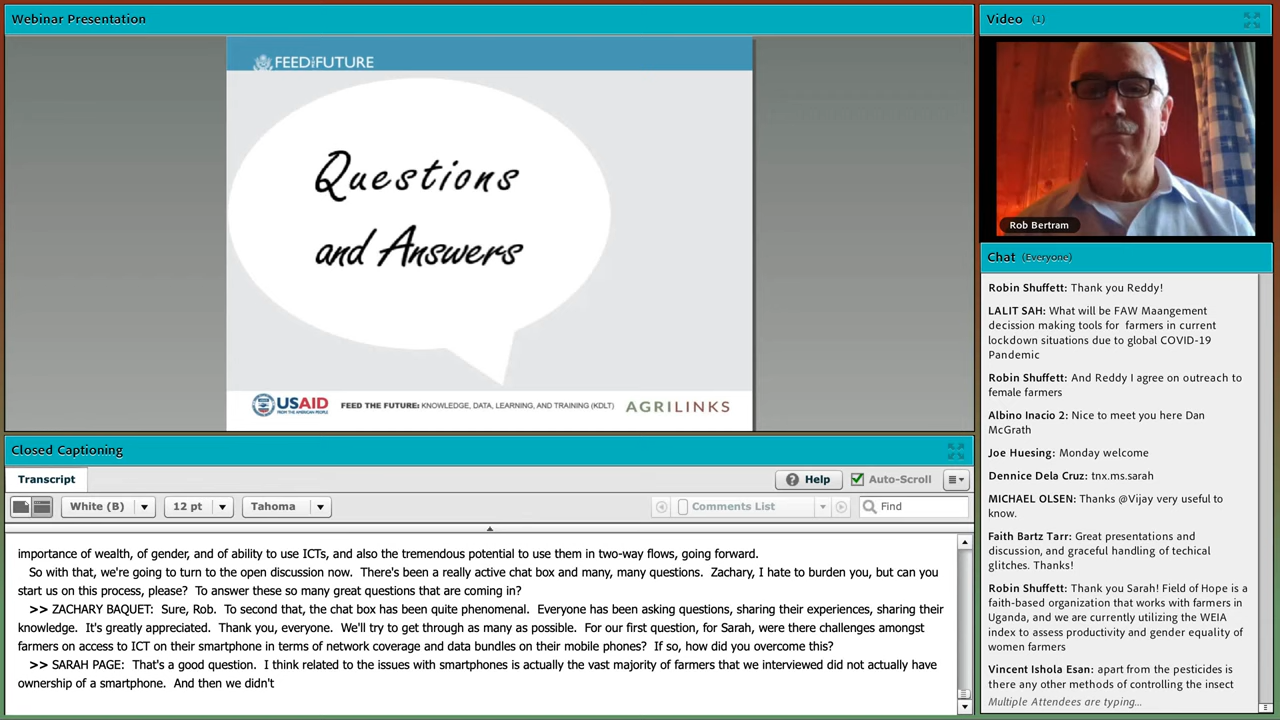 Webinar Presentation
FEED THE FUTURE
Questions
and Answers
USAID
FROM THE AMERICAN PEOPLE
FEED THE FUTURE: KNOWLEDGE, DATA, LEARNING, AND TRAINING (KDLT)
AGRILINKS
Video (1)
Rob Bertram
Chat (Everyone)
Robin Shuffett: Thank you Reddy!
LALIT SAH: What will be FAW Maangement
decission making tools for farmers in current
lockdown situations due to global COVID-19
Pandemic
Robin Shuffett: And Reddy I agree on outreach to
female farmers
Albino Inacio 2: Nice to meet you here Dan
McGrath
Joe Huesing: Monday welcome
Dennice Dela Cruz: tnx.ms.sarah
MICHAEL OLSEN: Thanks @Vijay very useful to
know.
Faith Bartz Tarr: Great presentations and
discussion, and graceful handling of techical
glitches. Thanks!
Robin Shuffett: Thank you Sarah! Field of Hope is a
faith-based organization that works with farmers in
Uganda, and we are currently utilizing the WEIA
index to assess productivity and gender equality of
women farmers
Vincent Ishola Esan: apart from the pesticides is
there any other methods of controlling the insect
Multiple Attendees are typing...
Closed Captioning
Transcript
Help
Auto-Scroll
White (B)
12 pt
Tahoma
Comments List
Find
importance of wealth, of gender, and of ability to use ICTs, and also the tremendous potential to use them in two-way flows, going forward.
So with that, we're going to turn to the open discussion now. There's been a really active chat box and many, many questions. Zachary, I hate to burden you, but can you
start us on this process, please? To answer these so many great questions that are coming in?
>> ZACHARY BAQUET: Sure, Rob. To second that, the chat box has been quite phenomenal. Everyone has been asking questions, sharing their experiences, sharing their
knowledge. It's greatly appreciated. Thank you, everyone. We'll try to get through as many as possible. For our first question, for Sarah, were there challenges amongst
farmers on access to ICT on their smartphone in terms of network coverage and data bundles on their mobile phones? If so, how did you overcome this?
>> SARAH PAGE: That's a good question. I think related to the issues with smartphones is actually the vast majority of farmers that we interviewed did not actually have
ownership of a smartphone. And then we didn't